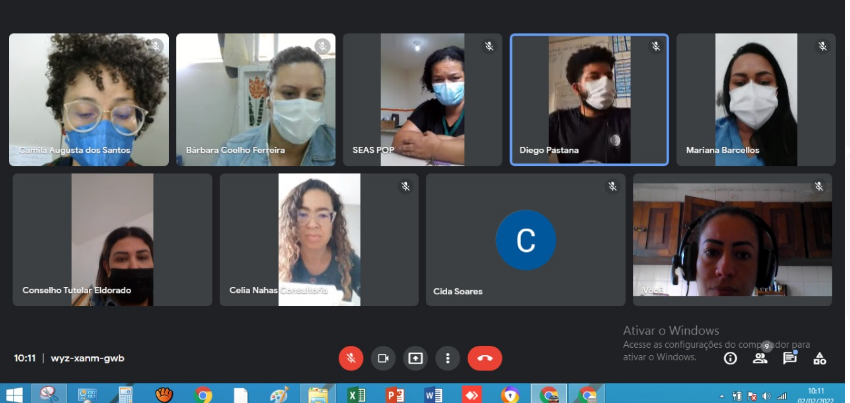 Camila Augusta dos Santos
Bárbara Coelho Ferreira
SEAS POP
Diego Pastana
Mariana Barcellos
Conselho Tutelar Eldorado
Celia Nahas Consultoria
C
Cida Soares
Você
Ativar o Windows
Acesse as configurações do computador para
ativar o Windows.
9
10:11 | wyz-xanm-gwb
10:11
02/02/2022